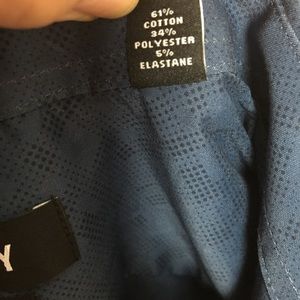 61%
COTTON
34%
POLYESTER
5%
ELASTANE
Y